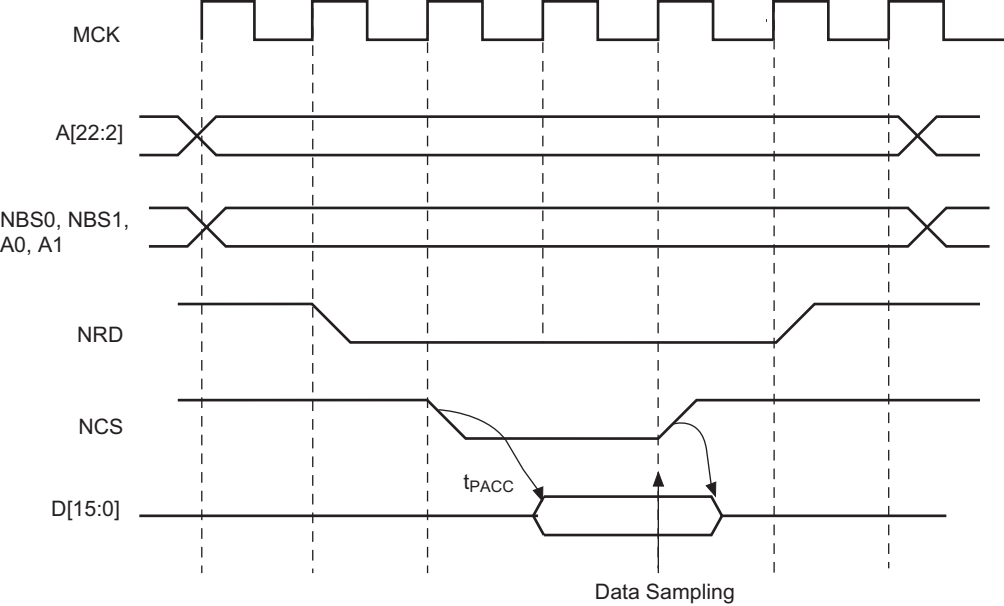 MCK
A[22:2]
NBS0, NBS1,
A0, A1
NRD
NCS
tPACC
D[15:0]
Data Sampling